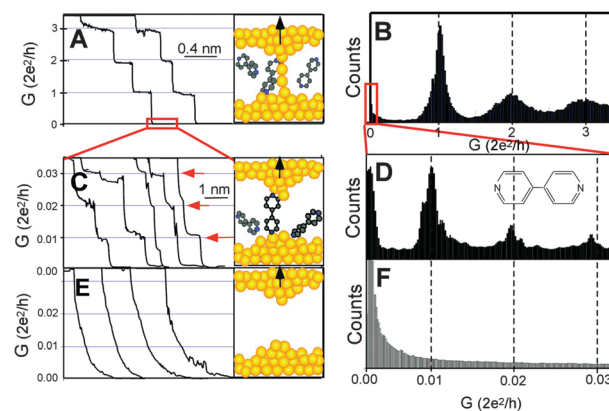 A
G (2e²/h)
3
2
1
0
0.4 nm
B
Counts
0 1 2 3
G (2e²/h)
C
G (2e²/h)
0.03
0.02
0.01
0.00
1 nm
D
Counts
N
N
E
G (2e²/h)
0.02
0.01
0.00
F
Counts
0.00 0.01 0.02 0.03
G (2e²/h)